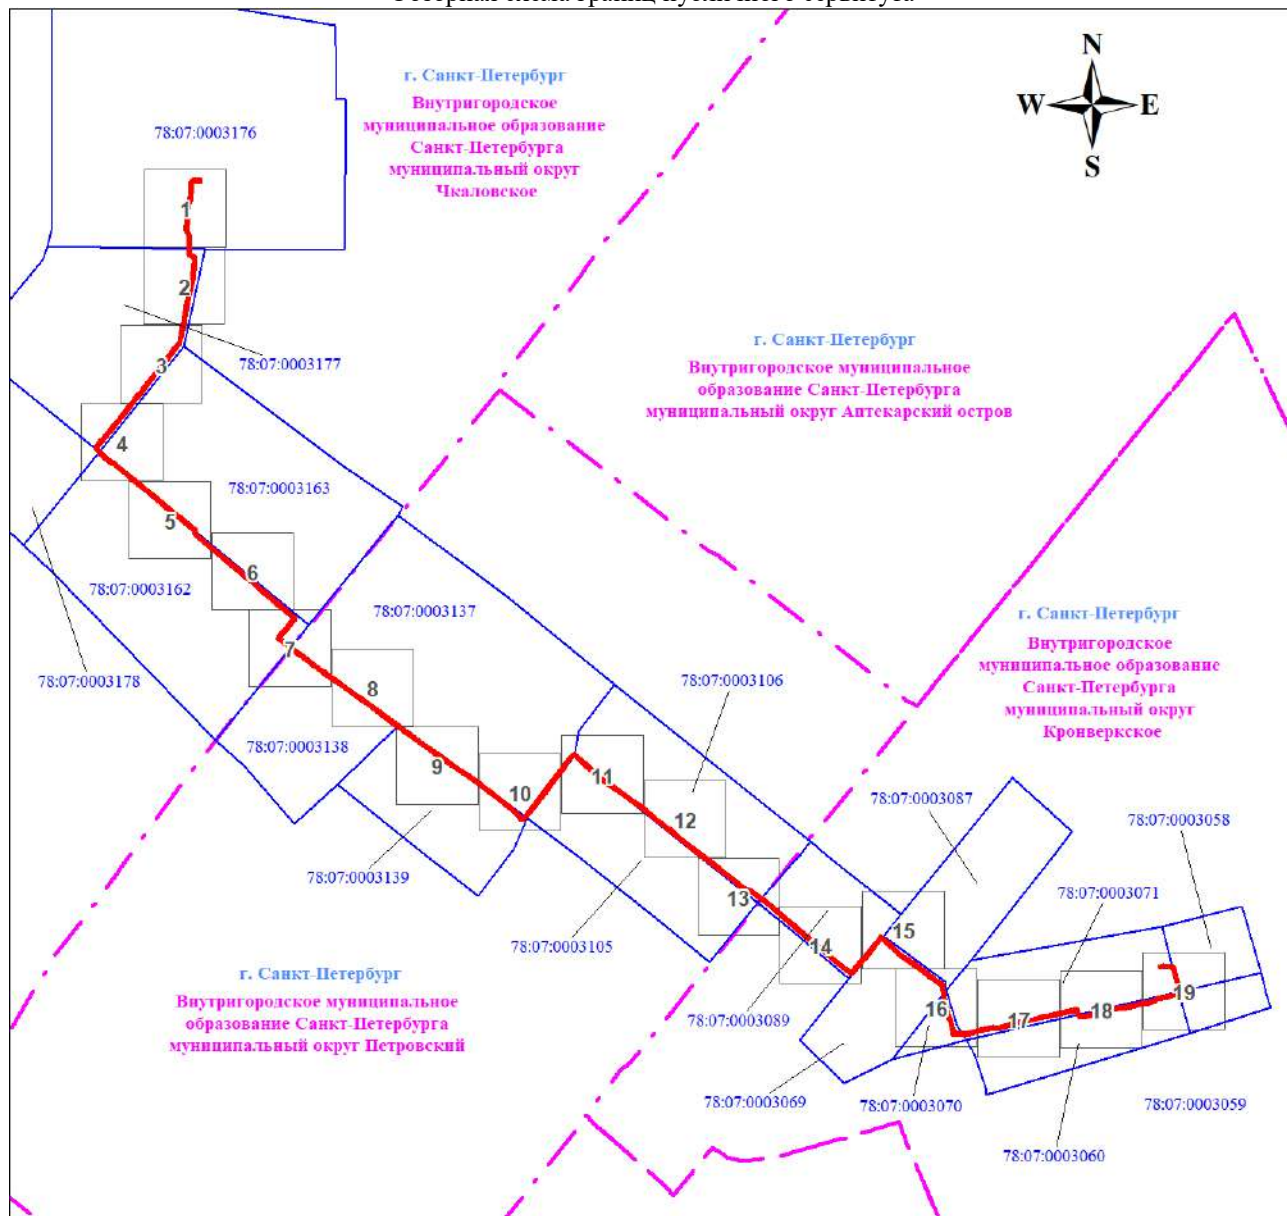 N
W E
S
г. Санкт-Петербург
Внутригородское
муниципальное образование
Санкт-Петербурга
муниципальный округ
Чкаловское
78:07:0003176
1
2
3
78:07:0003177
г. Санкт-Петербург
Внутригородское муниципальное
образование Санкт-Петербурга
муниципальный округ Аптекарский остров
4
78:07:0003163
5
6
78:07:0003162
78:07:0003137
г. Санкт-Петербург
Внутригородское
муниципальное образование
Санкт-Петербурга
муниципальный округ
Кронверкское
7
78:07:0003178
8
78:07:0003106
78:07:0003138
9
10
11
12
78:07:0003087
78:07:0003058
78:07:0003139
78:07:0003071
13
14
15
78:07:0003105
г. Санкт-Петербург
Внутригородское муниципальное
образование Санкт-Петербурга
муниципальный округ Петровский
16
17
18
19
78:07:0003089
78:07:0003069
78:07:0003070
78:07:0003059
78:07:0003060